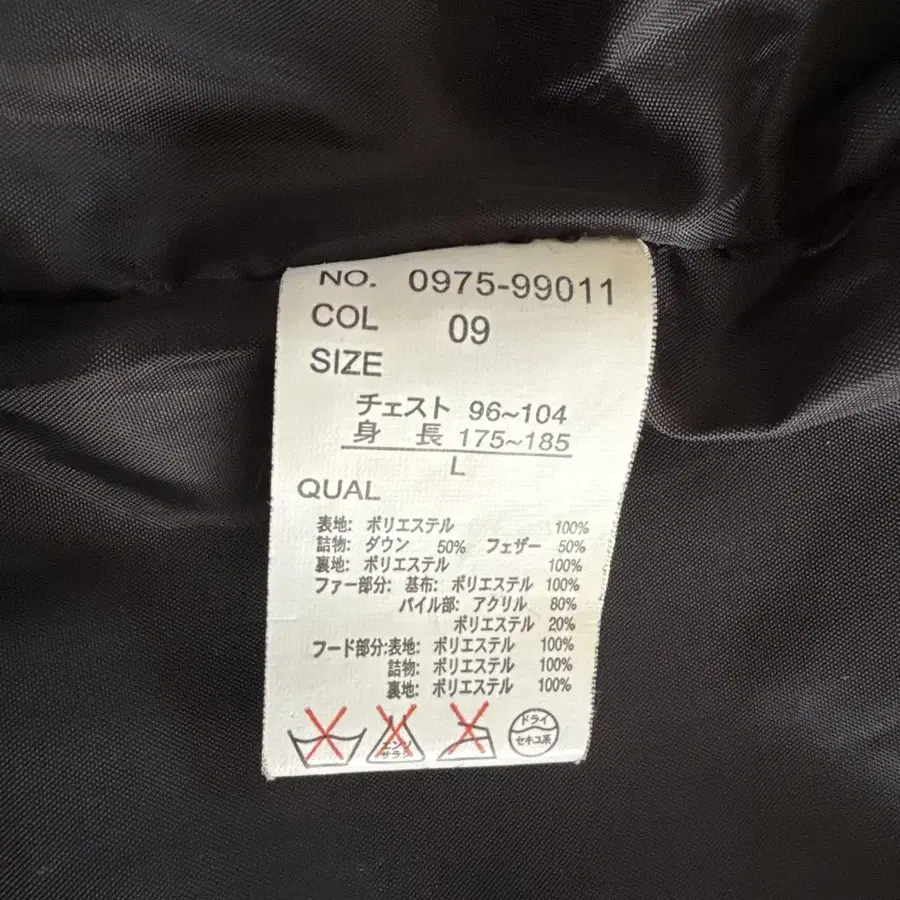 NO. 0975-99011
COL 09
SIZE
チェスト 96~104
身 長 175~185
L
QUAL
表地: ポリエステル 100%
詰物: ダウン 50% フェザー 50%
裏地: ポリエステル 100%
ファー部分: 基布: ポリエステル 100%
パイル部: アクリル 80%
ポリエステル 20%
フード部分:表地: ポリエステル 100%
詰物: ポリエステル 100%
裏地: ポリエステル 100%
エンソ
サラシ
ドライ
セキユ系